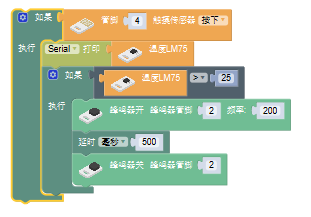 如果 管脚 4 触摸传感器 按下
执行 Serial 打印 温度LM75
如果 温度LM75 > 25
执行 蜂鸣器开 蜂鸣器管脚 2 频率: 200
延时 毫秒 500
蜂鸣器关 蜂鸣器管脚 2